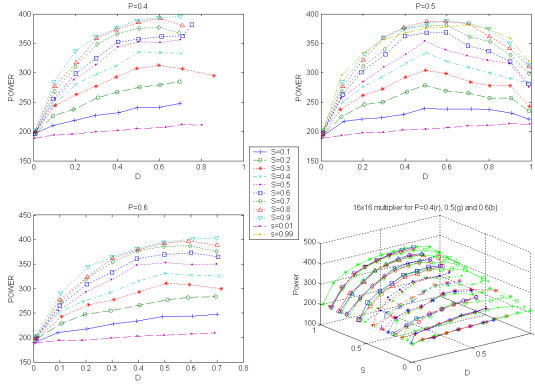 P=0.4
400
350
300
250
200
150
POWER
0
0.2
0.4
0.6
0.8
1
D
P=0.5
400
350
300
250
200
150
POWER
0
0.2
0.4
0.6
0.8
1
D
S=0.1
S=0.2
S=0.3
S=0.4
S=0.5
S=0.6
S=0.7
S=0.8
S=0.9
s=0.01
s=0.99
P=0.6
450
400
350
300
250
200
150
POWER
0
0.1
0.2
0.3
0.4
0.5
0.6
0.7
0.8
D
16x16 multiplier for P=0.4(r), 0.5(g) and 0.6(b)
500
400
300
200
100
Power
1
0.5
0
S
0
0.5
1
D